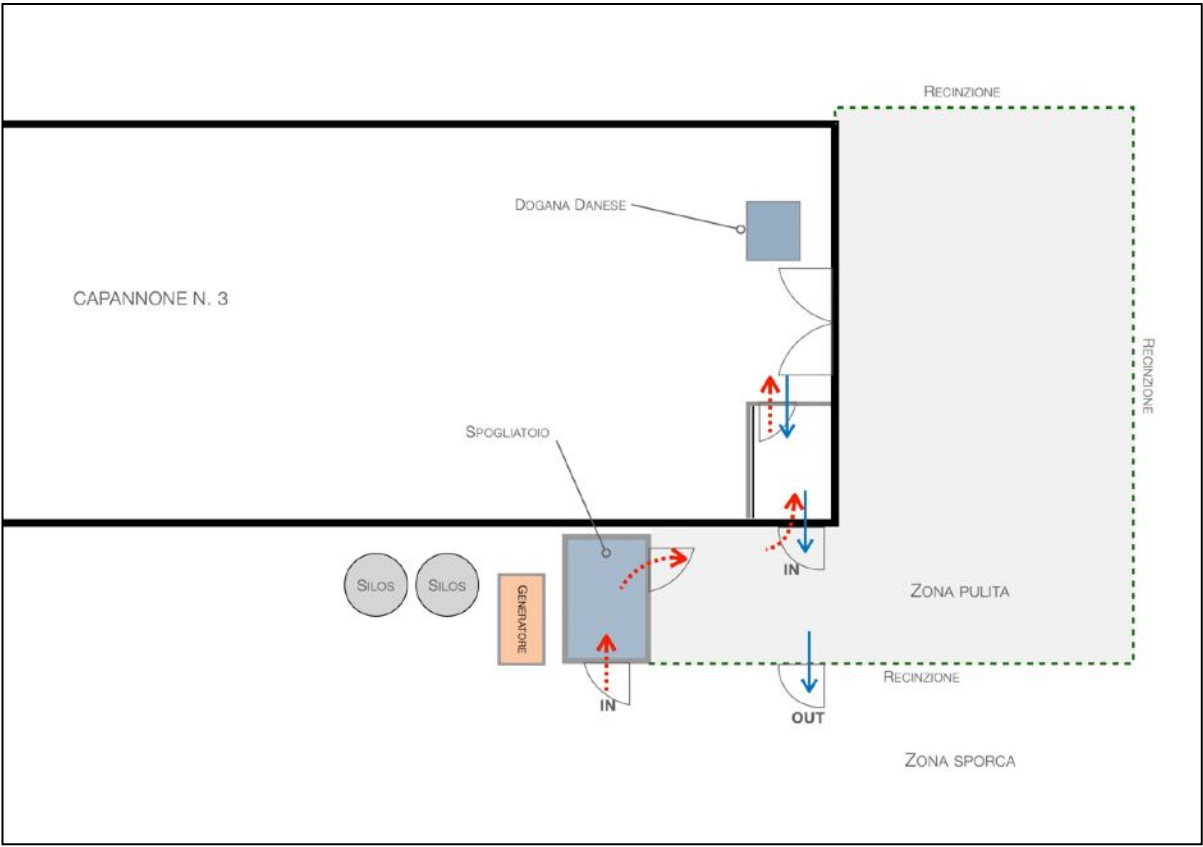 RECINZIONE
DOGANA DANESE
CAPANNONE N. 3
RECINZIONE
SPOGLIATOIO
SILOS
SILOS
GENERATORE
IN
ZONA PULITA
RECINZIONE
IN
OUT
ZONA SPORCA